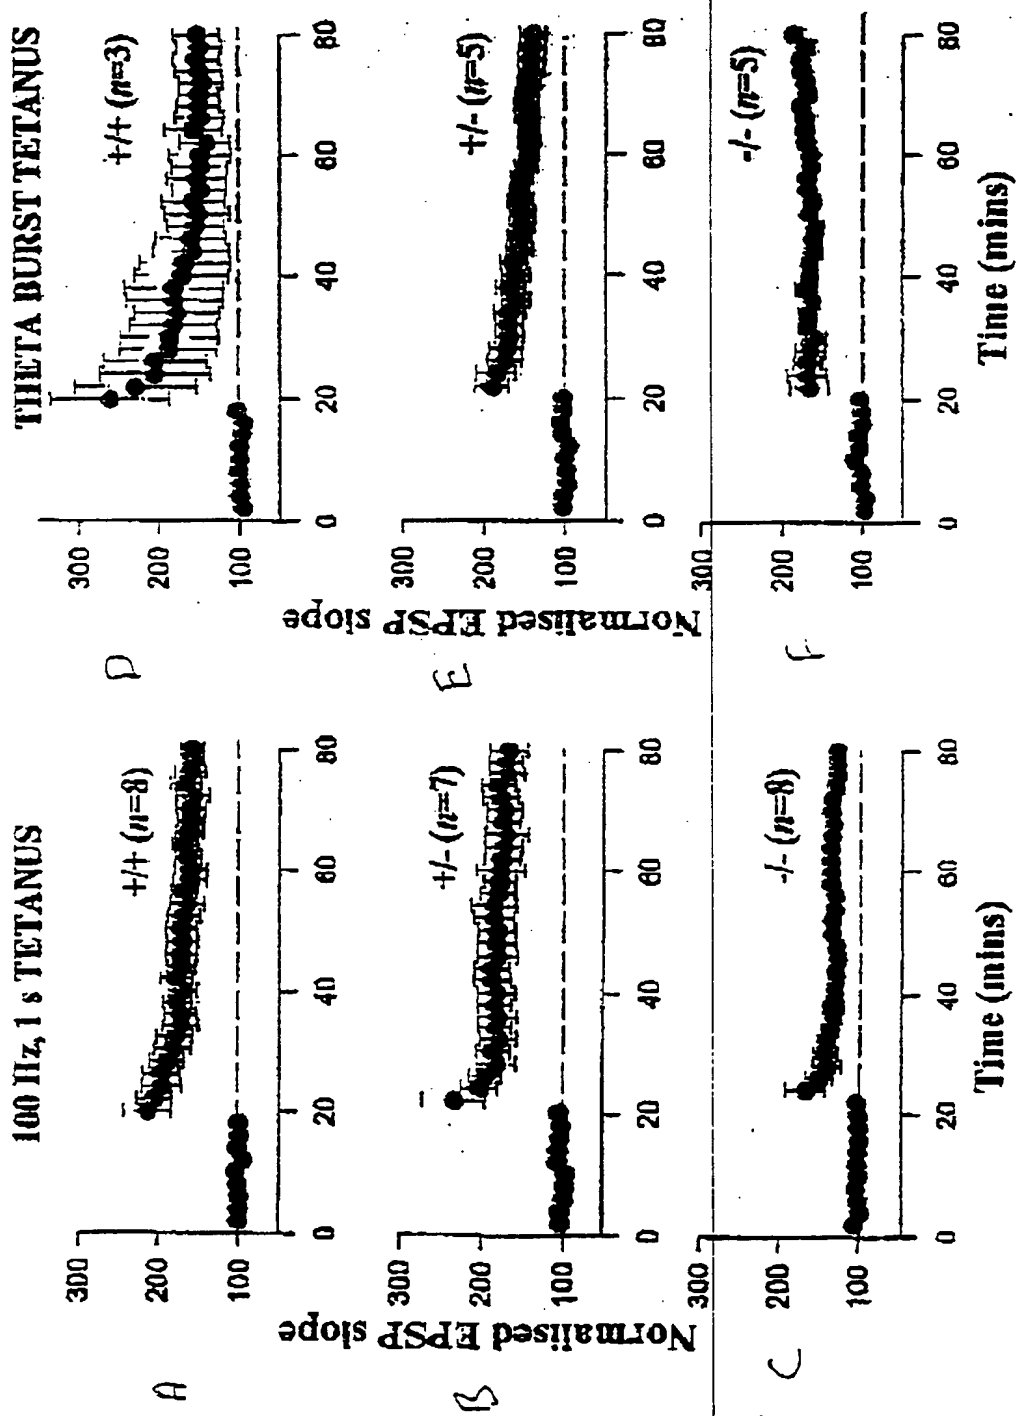 100 Hz, 1 s TETANUS
THETA BURST TETANUS
A
+/+ (n=8)
300
200
100
0 20 40 60 80
D
+/+ (n=3)
300
200
100
0 20 40 60 80
Normalised EPSP slope
Normalised EPSP slope
B
+/- (n=7)
300
200
100
0 20 40 60 80
E
+/- (n=5)
300
200
100
0 20 40 60 80
C
-/- (n=8)
300
200
100
0 20 40 60 80
Time (mins)
F
-/- (n=5)
300
200
100
0 20 40 60 80
Time (mins)